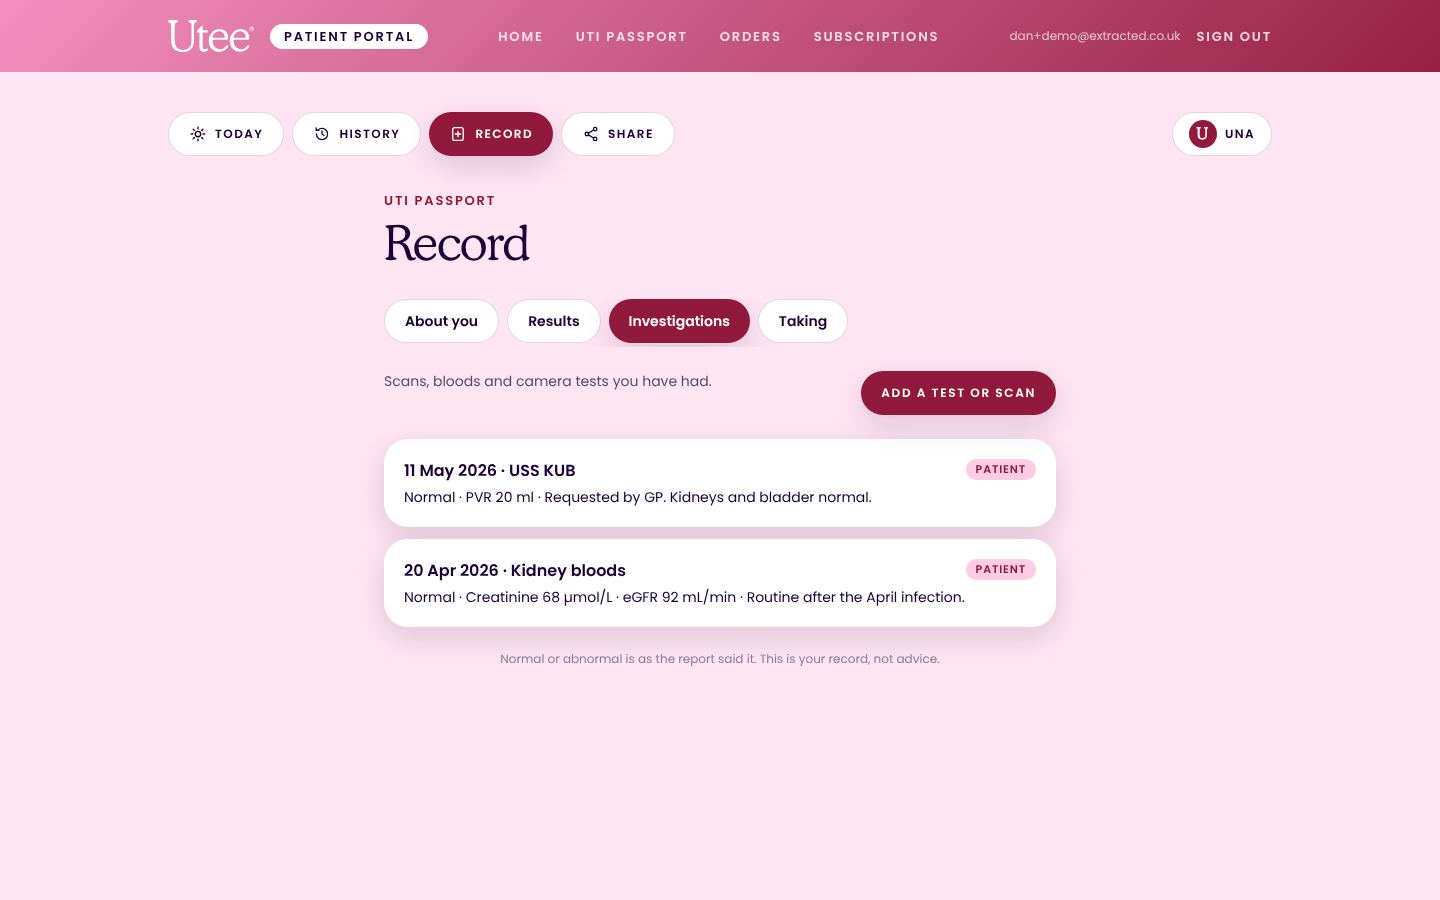 Utee®
PATIENT PORTAL
HOME
UTI PASSPORT
ORDERS
SUBSCRIPTIONS
dan+demo@extracted.co.uk
SIGN OUT
TODAY
HISTORY
RECORD
SHARE
U
UNA
UTI PASSPORT
Record
About you
Results
Investigations
Taking
Scans, bloods and camera tests you have had.
ADD A TEST OR SCAN
11 May 2026 · USS KUB
PATIENT
Normal · PVR 20 ml · Requested by GP. Kidneys and bladder normal.
20 Apr 2026 · Kidney bloods
PATIENT
Normal · Creatinine 68 µmol/L · eGFR 92 mL/min · Routine after the April infection.
Normal or abnormal is as the report said it. This is your record, not advice.